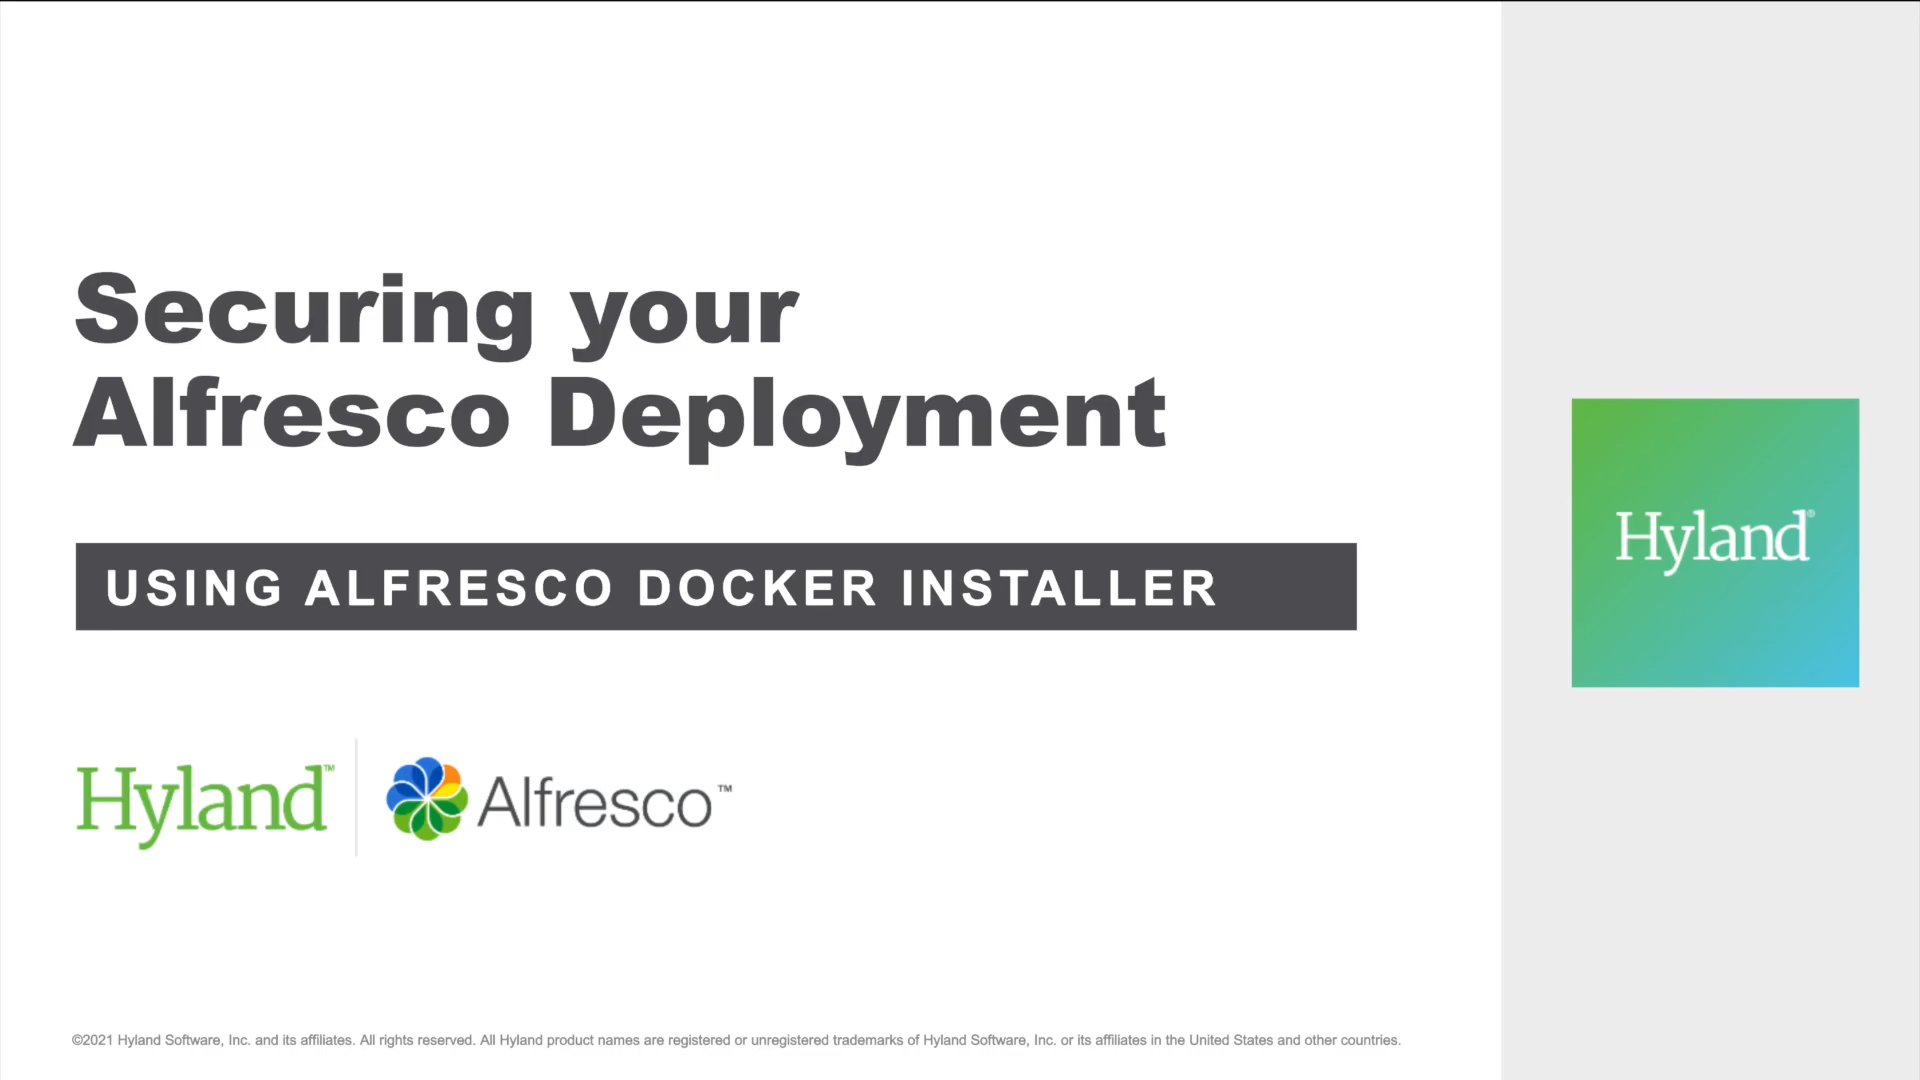 Securing your
Alfresco Deployment
USING ALFRESCO DOCKER INSTALLER
Hyland®
Hyland™ Alfresco™
©2021 Hyland Software, Inc. and its affiliates. All rights reserved. All Hyland product names are registered or unregistered trademarks of Hyland Software, Inc. or its affiliates in the United States and other countries.